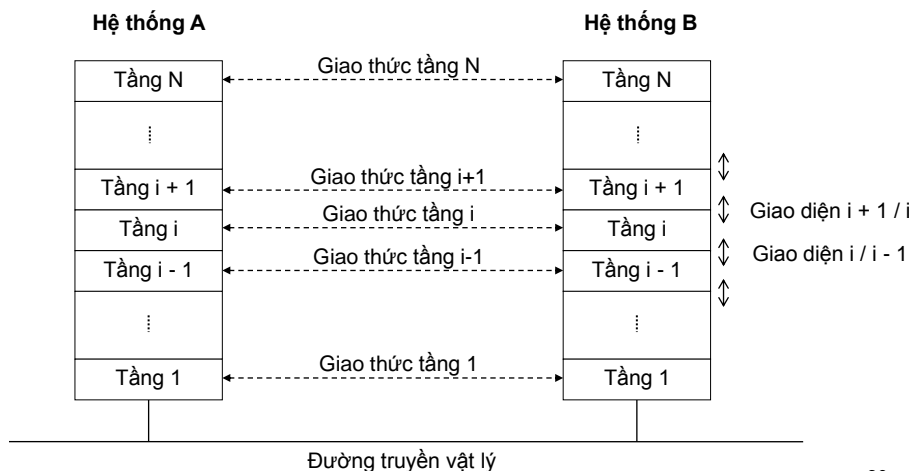 Hệ thống A
Hệ thống B
Tầng N
Giao thức tầng N
Tầng N
Tầng i + 1
Giao thức tầng i+1
Tầng i + 1
Tầng i
Giao thức tầng i
Tầng i
Giao diện i + 1 / i
Tầng i - 1
Giao thức tầng i-1
Tầng i - 1
Giao diện i / i - 1
Tầng 1
Giao thức tầng 1
Tầng 1
Đường truyền vật lý